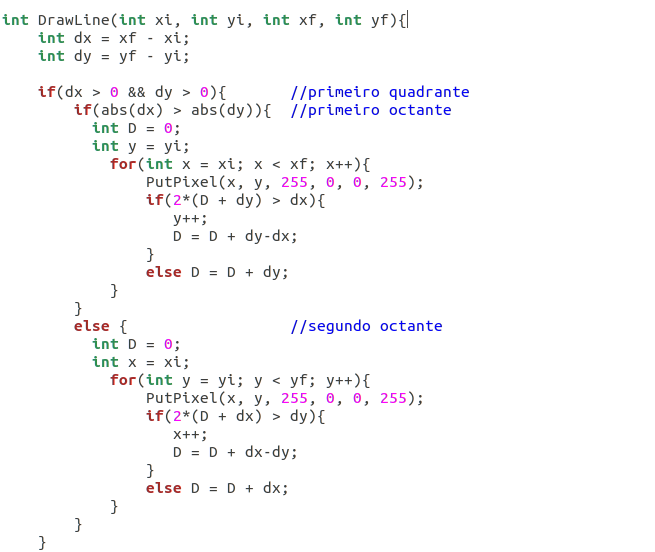 int DrawLine(int xi, int yi, int xf, int yf){
    int dx = xf - xi;
    int dy = yf - yi;

    if(dx > 0 && dy > 0){       //primeiro quadrante
        if(abs(dx) > abs(dy)){  //primeiro octante
          int D = 0;
          int y = yi;
            for(int x = xi; x < xf; x++){
                PutPixel(x, y, 255, 0, 0, 255);
                if(2*(D + dy) > dx){
                   y++;
                   D = D + dy-dx;
                }
                else D = D + dy;
            }
        }
        else {                  //segundo octante
          int D = 0;
          int x = xi;
            for(int y = yi; y < yf; y++){
                PutPixel(x, y, 255, 0, 0, 255);
                if(2*(D + dx) > dy){
                   x++;
                   D = D + dx-dy;
                }
                else D = D + dx;
            }
        }
    }